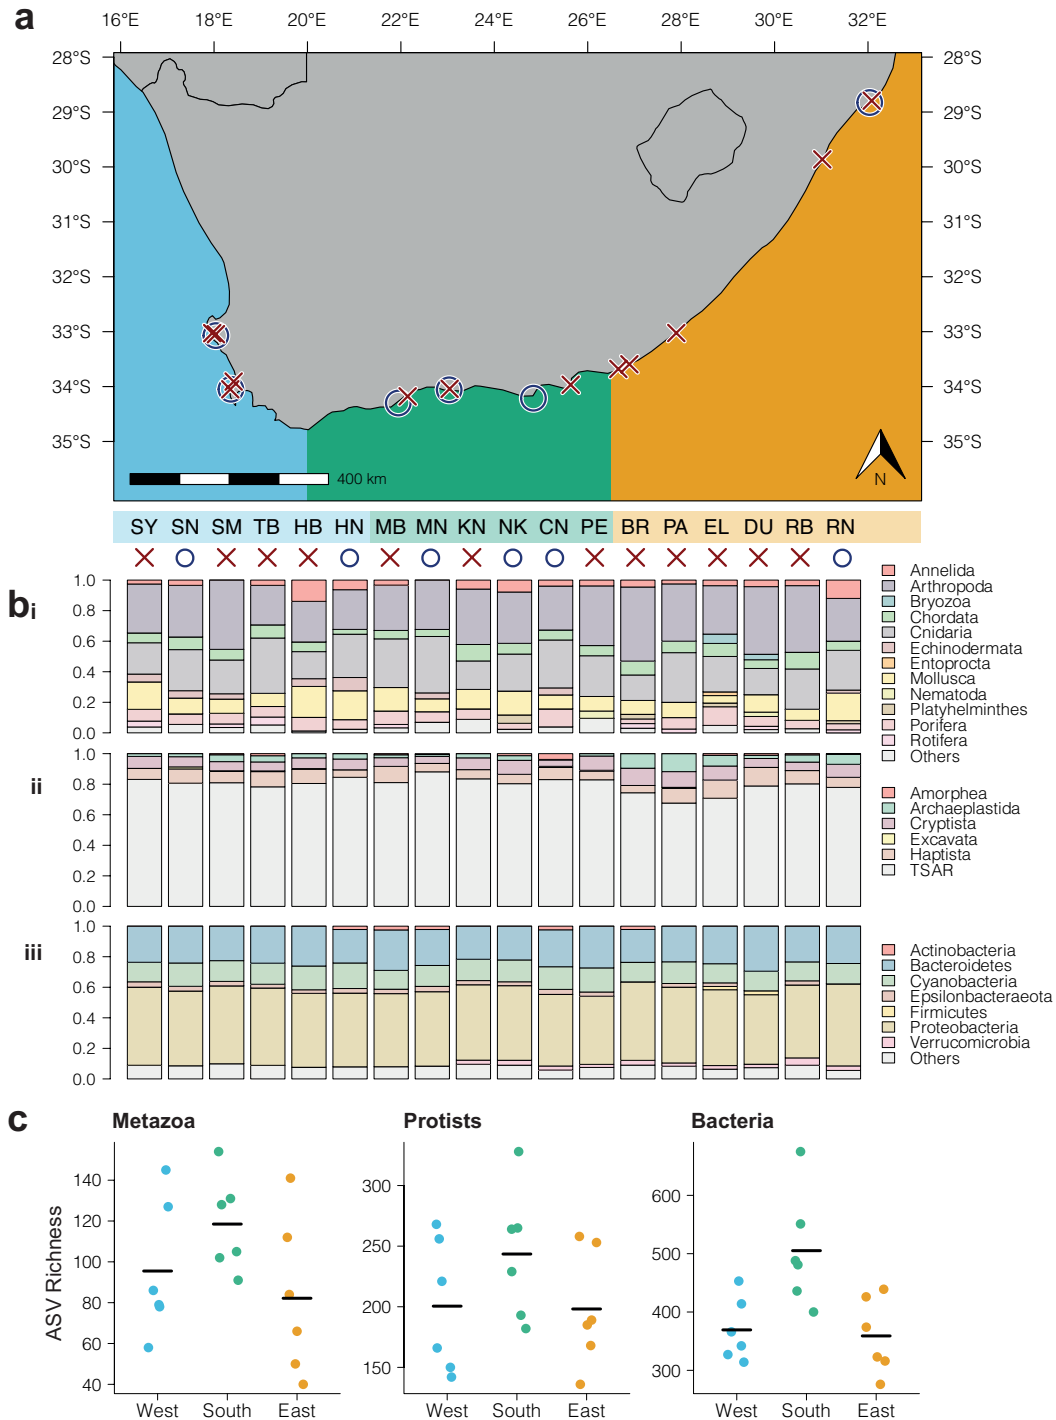 a
16°E 18°E 20°E 22°E 24°E 26°E 28°E 30°E 32°E
28°S 28°S
29°S 29°S
30°S 30°S
31°S 31°S
32°S 32°S
33°S 33°S
34°S 34°S
35°S 35°S
400 km
N
SY SN SM TB HB HN MB MN KN NK CN PE BR PA EL DU RB RN
bi
1.0
0.8
0.6
0.4
0.2
0.0
Annelida
Arthropoda
Bryozoa
Chordata
Cnidaria
Echinodermata
Entoprocta
Mollusca
Nematoda
Platyhelminthes
Porifera
Rotifera
Others
ii
1.0
0.8
0.6
0.4
0.2
0.0
Amorphea
Archaeplastida
Cryptista
Excavata
Haptista
TSAR
iii
1.0
0.8
0.6
0.4
0.2
0.0
Actinobacteria
Bacteroidetes
Cyanobacteria
Epsilonbacteraeota
Firmicutes
Proteobacteria
Verrucomicrobia
Others
c
Metazoa
ASV Richness
140
120
100
80
60
40
West South East
Protists
300
250
200
150
West South East
Bacteria
600
500
400
300
West South East